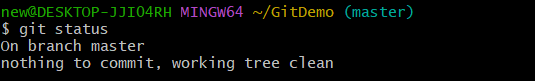 new@DESKTOP-JJIO4RH MINGW64 ~/GitDemo (master)
$ git status
On branch master
nothing to commit, working tree clean